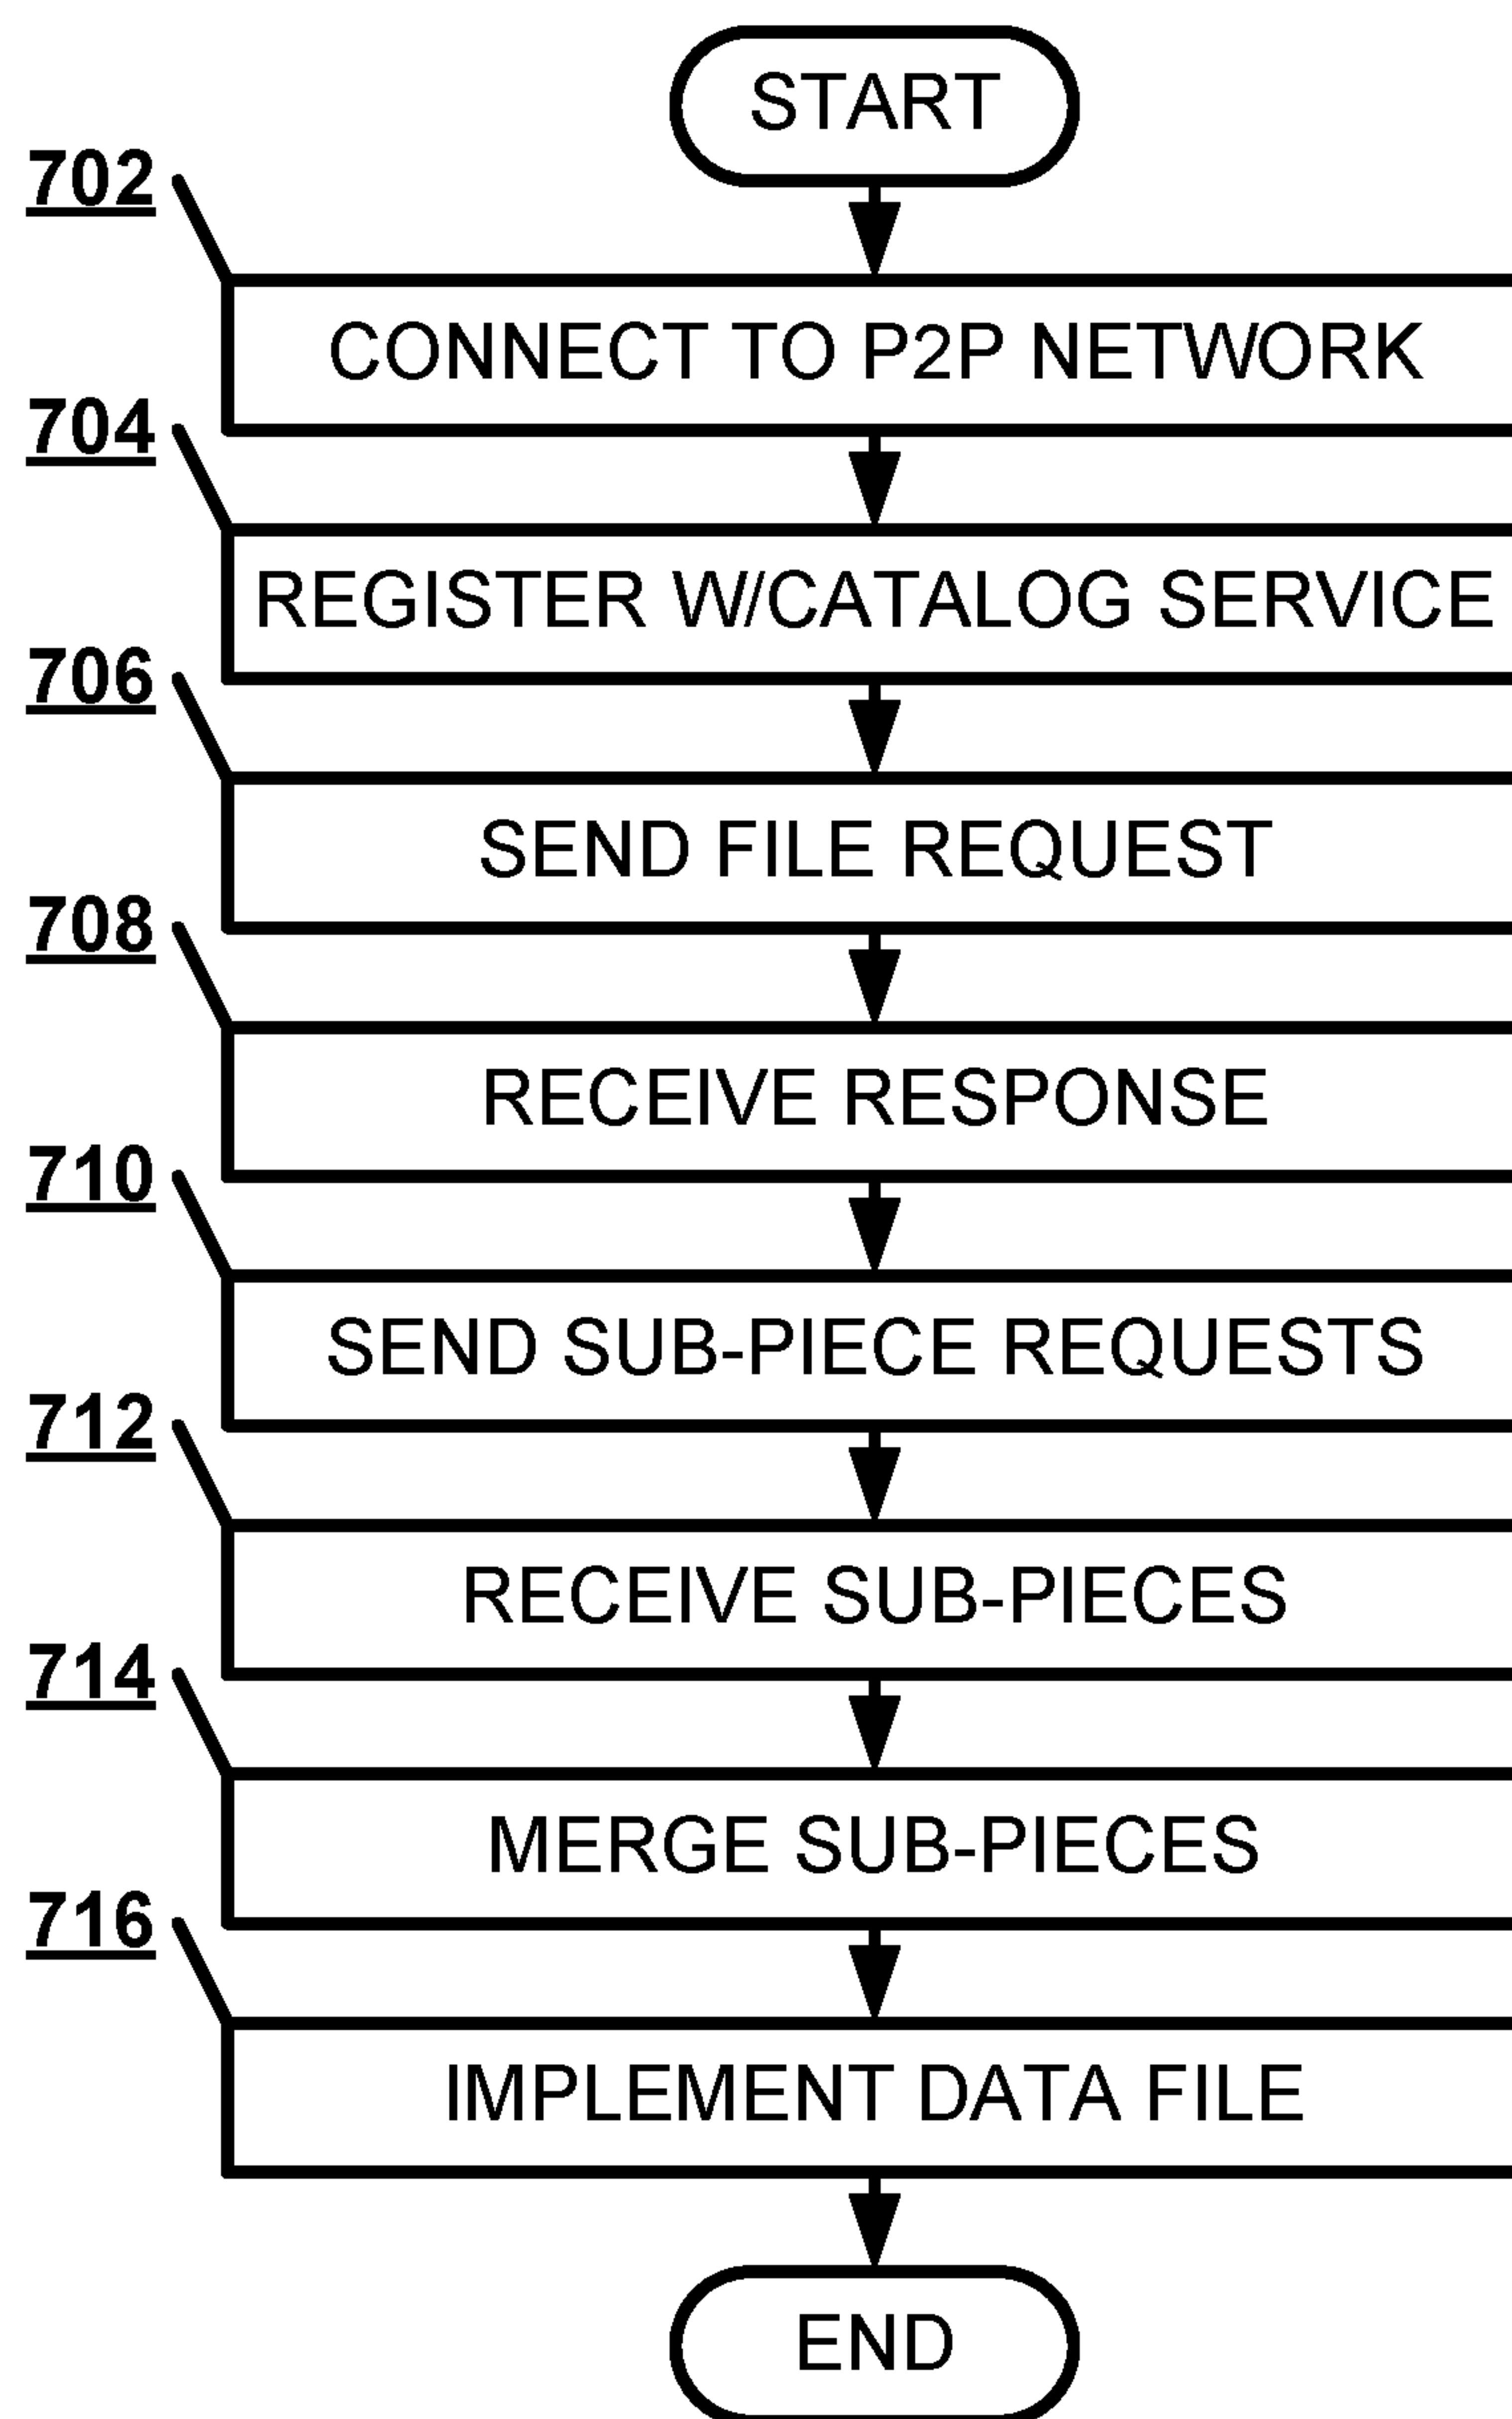 START
702
CONNECT TO P2P NETWORK
704
REGISTER W/CATALOG SERVICE
706
SEND FILE REQUEST
708
RECEIVE RESPONSE
710
SEND SUB-PIECE REQUESTS
712
RECEIVE SUB-PIECES
714
MERGE SUB-PIECES
716
IMPLEMENT DATA FILE
END